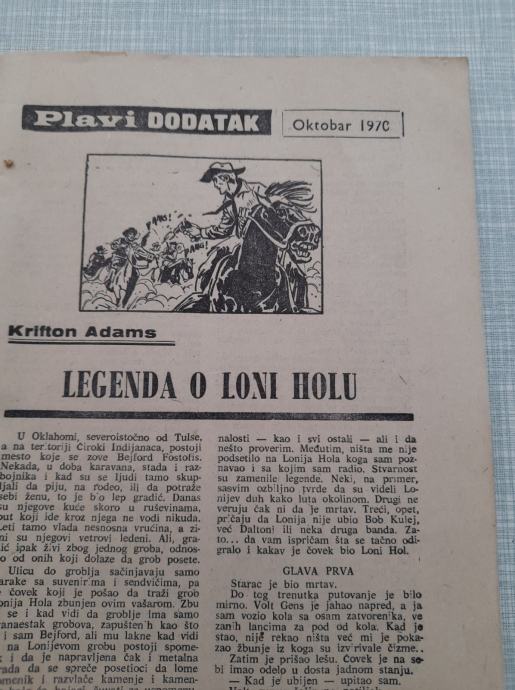 Plavi DODATAK
Oktobar 1970
BANG!
BANG!
Krifton Adams
LEGENDA O LONI HOLU
U Oklahomi, severoistočno od Tulse,
a na teritoriji Čiroki Indijanaca, postoji
mesto koje se zove Bejford Fostofis.
Nekada, u doba karavana, stada i raz-
bojnika i kad su se ljudi tamo skup-
ljali da piju, na rodeo, ili da potraže
sebi ženu, to je bio lep gradić. Danas
su njegove kuće skoro u ruševinama,
put koji ide kroz njega ne vodi nikuda.
Leti tamo vlada nesnosna vrućina, a zi-
mi su njegovi vetrovi ledeni. Ali, gra-
dić ipak živi zbog jednog groba, odnos-
o od onih koji dolaze da grob posete.
Ulicu do groblja sačinjavaju samo
arake sa suvenirima i sendvičima, pa
čovek koji je pošao da traži grob
onija Hola zbunjen ovim vašarom. Zbu
se i kad vidi da groblje ima samo
anaestak grobova, zapuštenih kao što
i sam Bejford, ali mu lakne kad vidi
na Lonijevom grobu postoji spome-
k i da je napravljena čak i metalna
rada da se spreče posetioci da lome
omenik i razvlače kamenje i kamen-
nalosti — kao i svi ostali — ali i da
nešto proverim. Međutim, ništa me nije
podsetilo na Lonija Hola koga sam poz-
navao i sa kojim sam radio. Stvarnost
su zamenile legende. Neki, na primer,
sasvim ozbiljno tvrde da su videli Lo-
nijev duh kako luta okolinom. Drugi ne
veruju čak ni da je mrtav. Treći, opet,
pričaju da Lonija nije ubio Bob Kulej,
već Daltoni ili neka druga banda. Za-
to... da vam ispričam šta se tačno odi-
gralo i kakav je čovek bio Loni Hol.
GLAVA PRVA
Starac je bio mrtav.
Do tog trenutka putovanje je bilo
mirno. Volt Gens je jahao napred, a ja
sam vozio kola sa osam zatvorenika, ve
zanih lancima za pod od kola. Kad je
stao, nije rekao ništa već mi je poka-
zao žbunje iz koga su izvirivale čizme..
Zatim je prišao lešu. Čovek je na se-
bi imao odelo u dosta jadnom stanju.
— Kad je ubijen — upitao sam.